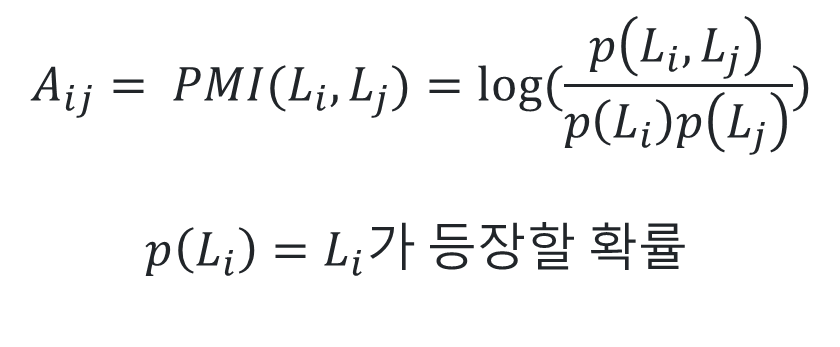 A_{ij} = PMI(L_i, L_j) = log(\frac{p(L_i, L_j)}{p(L_i)p(L_j)})
p(L_i) = L_i가 등장할 확률